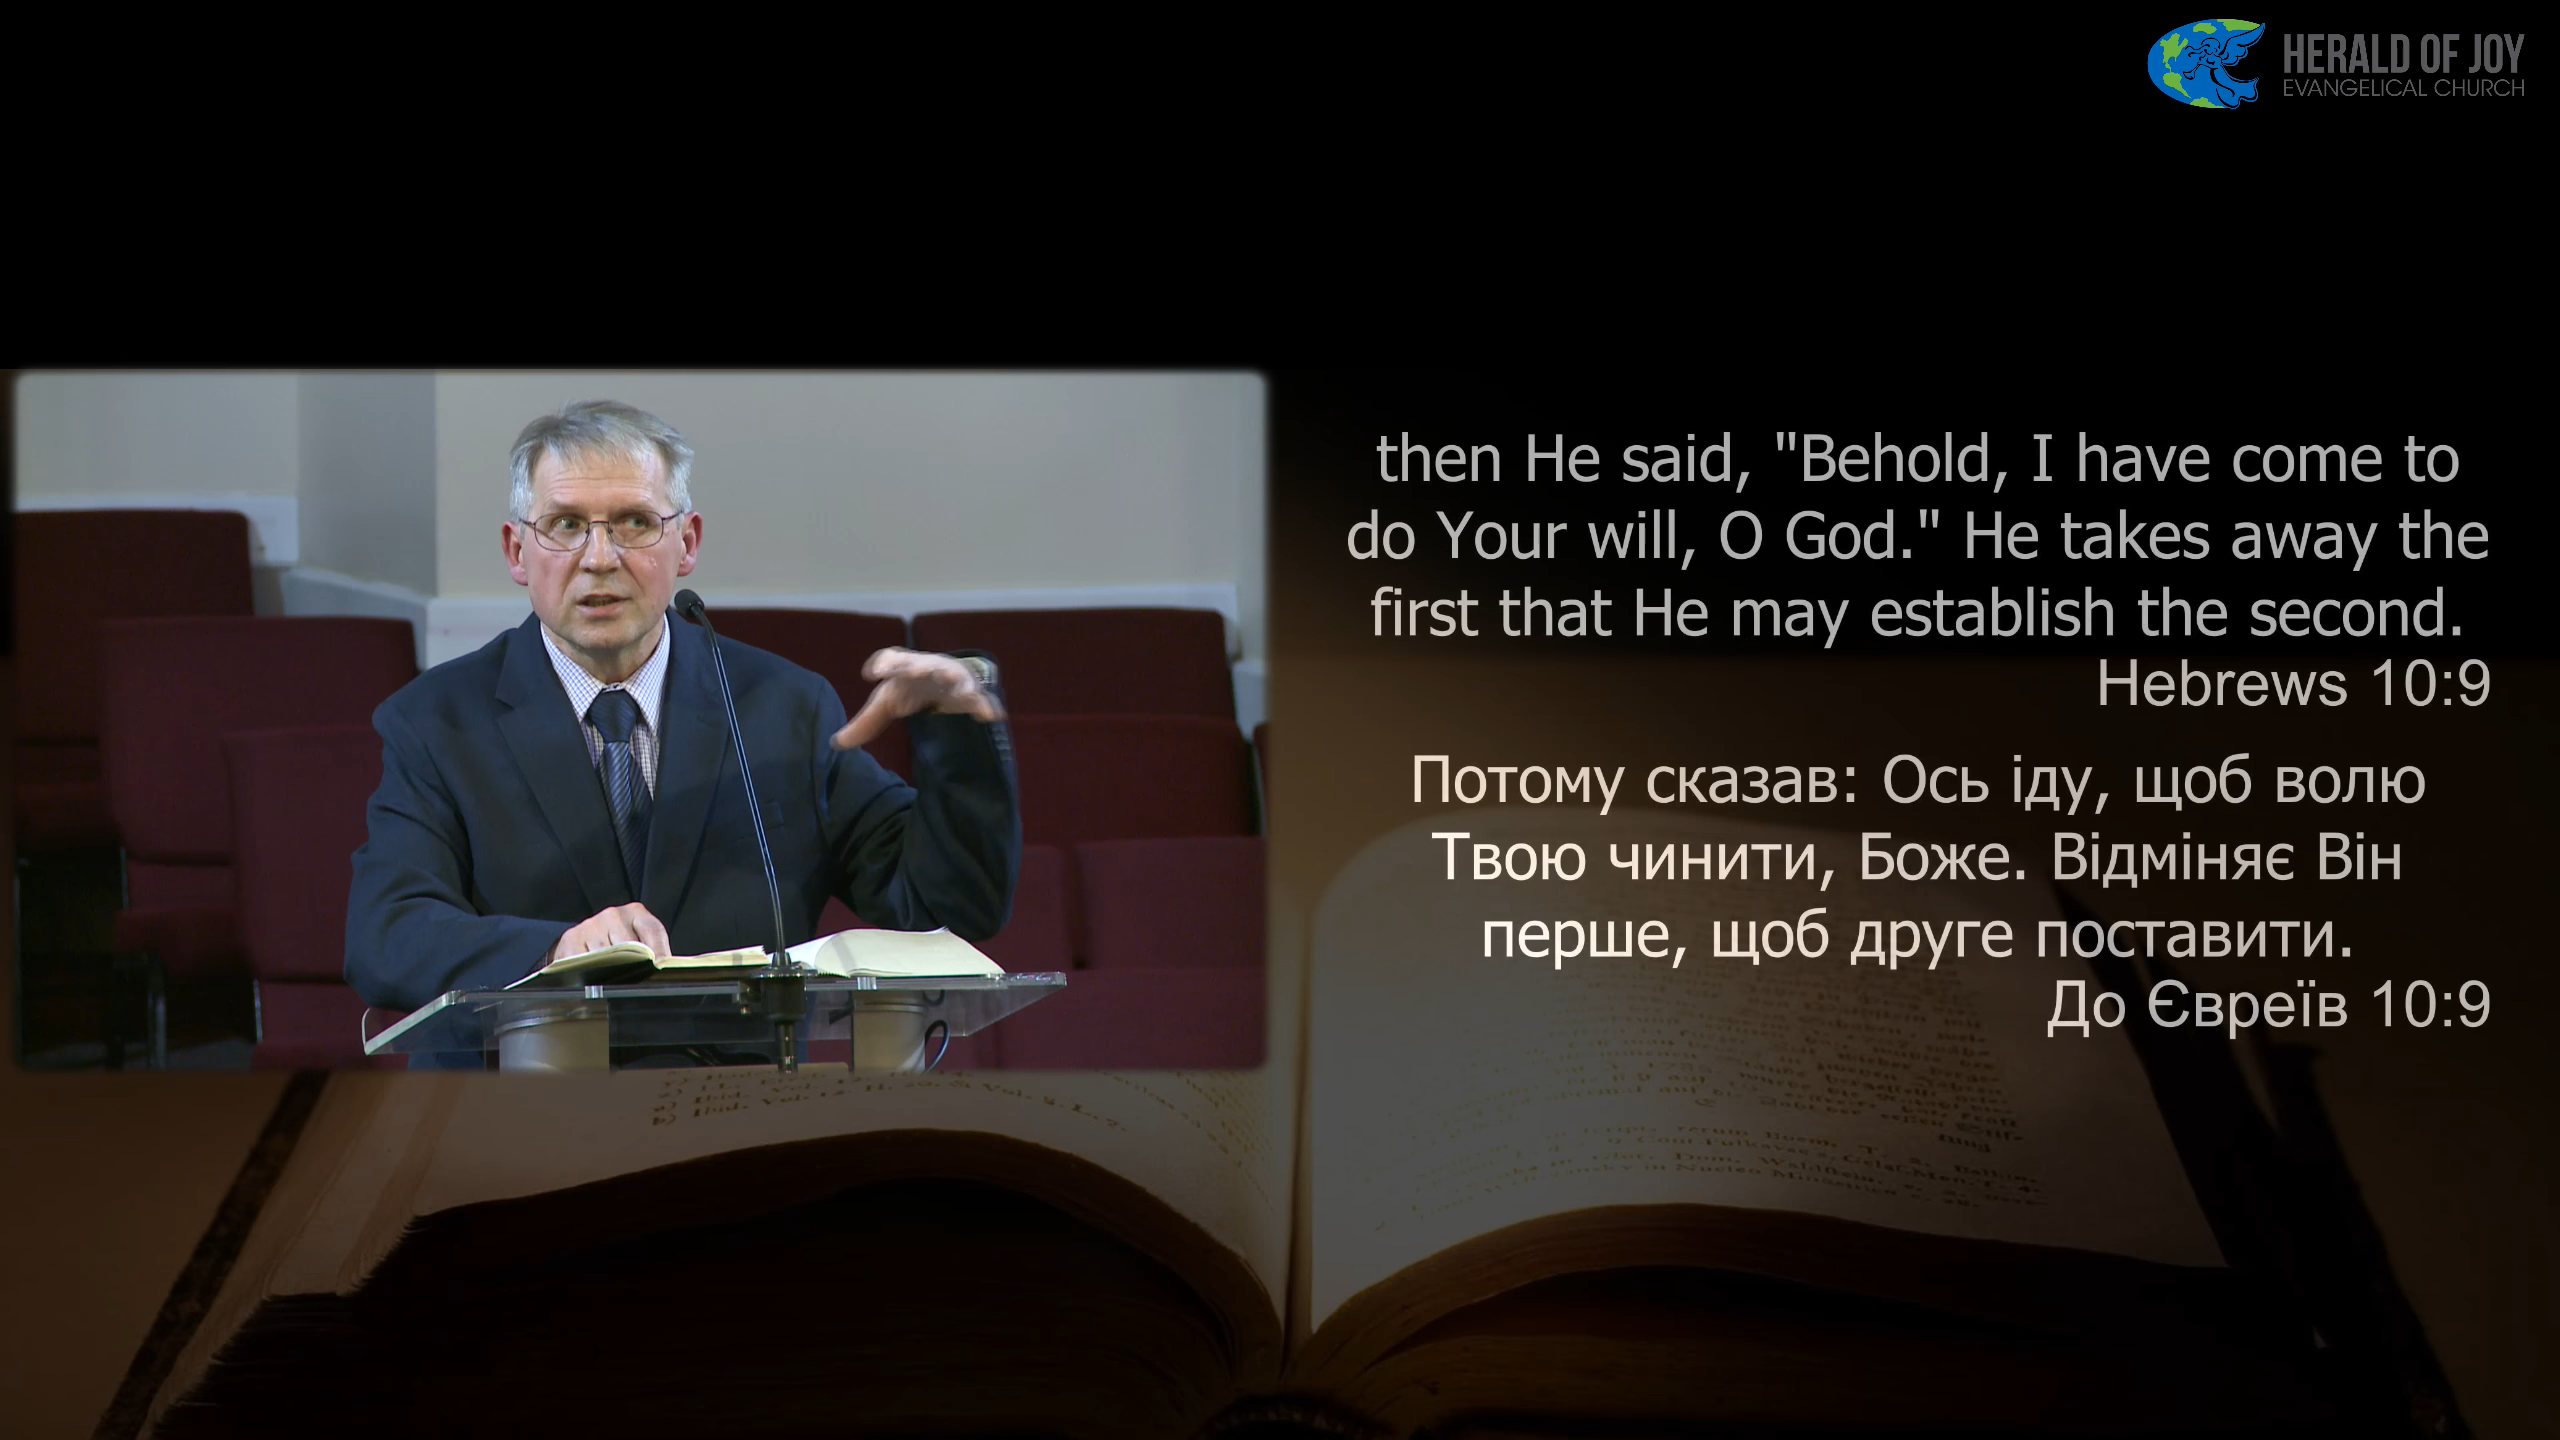 HERALD OF JOY
EVANGELICAL CHURCH
then He said, "Behold, I have come to
do Your will, O God." He takes away the
first that He may establish the second.
Hebrews 10:9
Потому сказав: Ось іду, щоб волю
Твою чинити, Боже. Відміняє Він
перше, щоб друге поставити.
До Євреїв 10:9